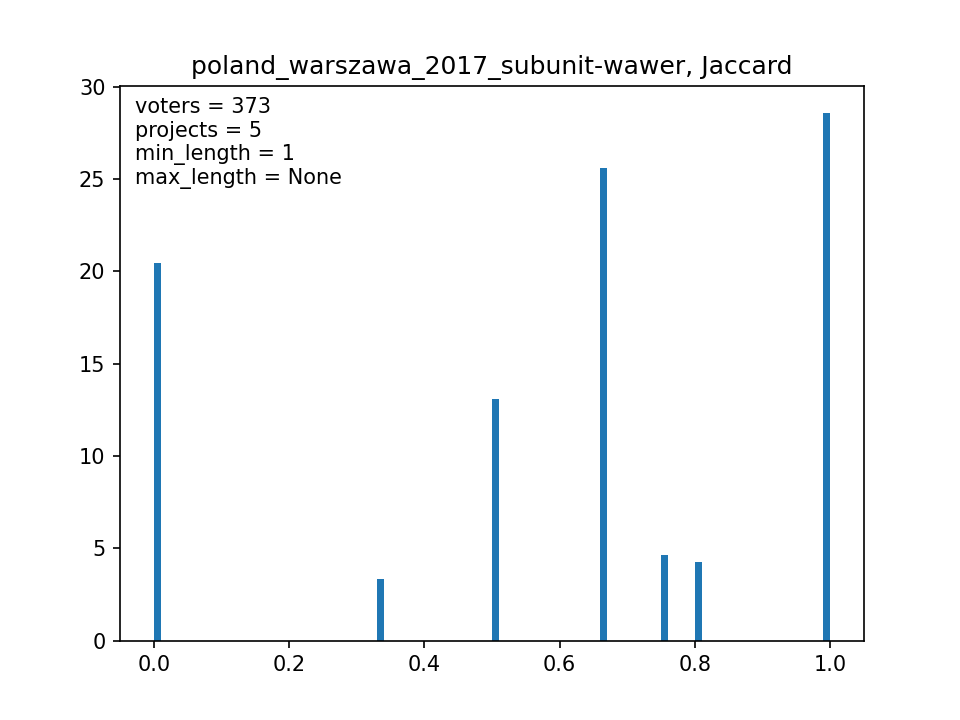 poland_warszawa_2017_subunit-wawer, Jaccard
voters = 373
projects = 5
min_length = 1
max_length = None
30
25
20
15
10
5
0
0.0 0.2 0.4 0.6 0.8 1.0